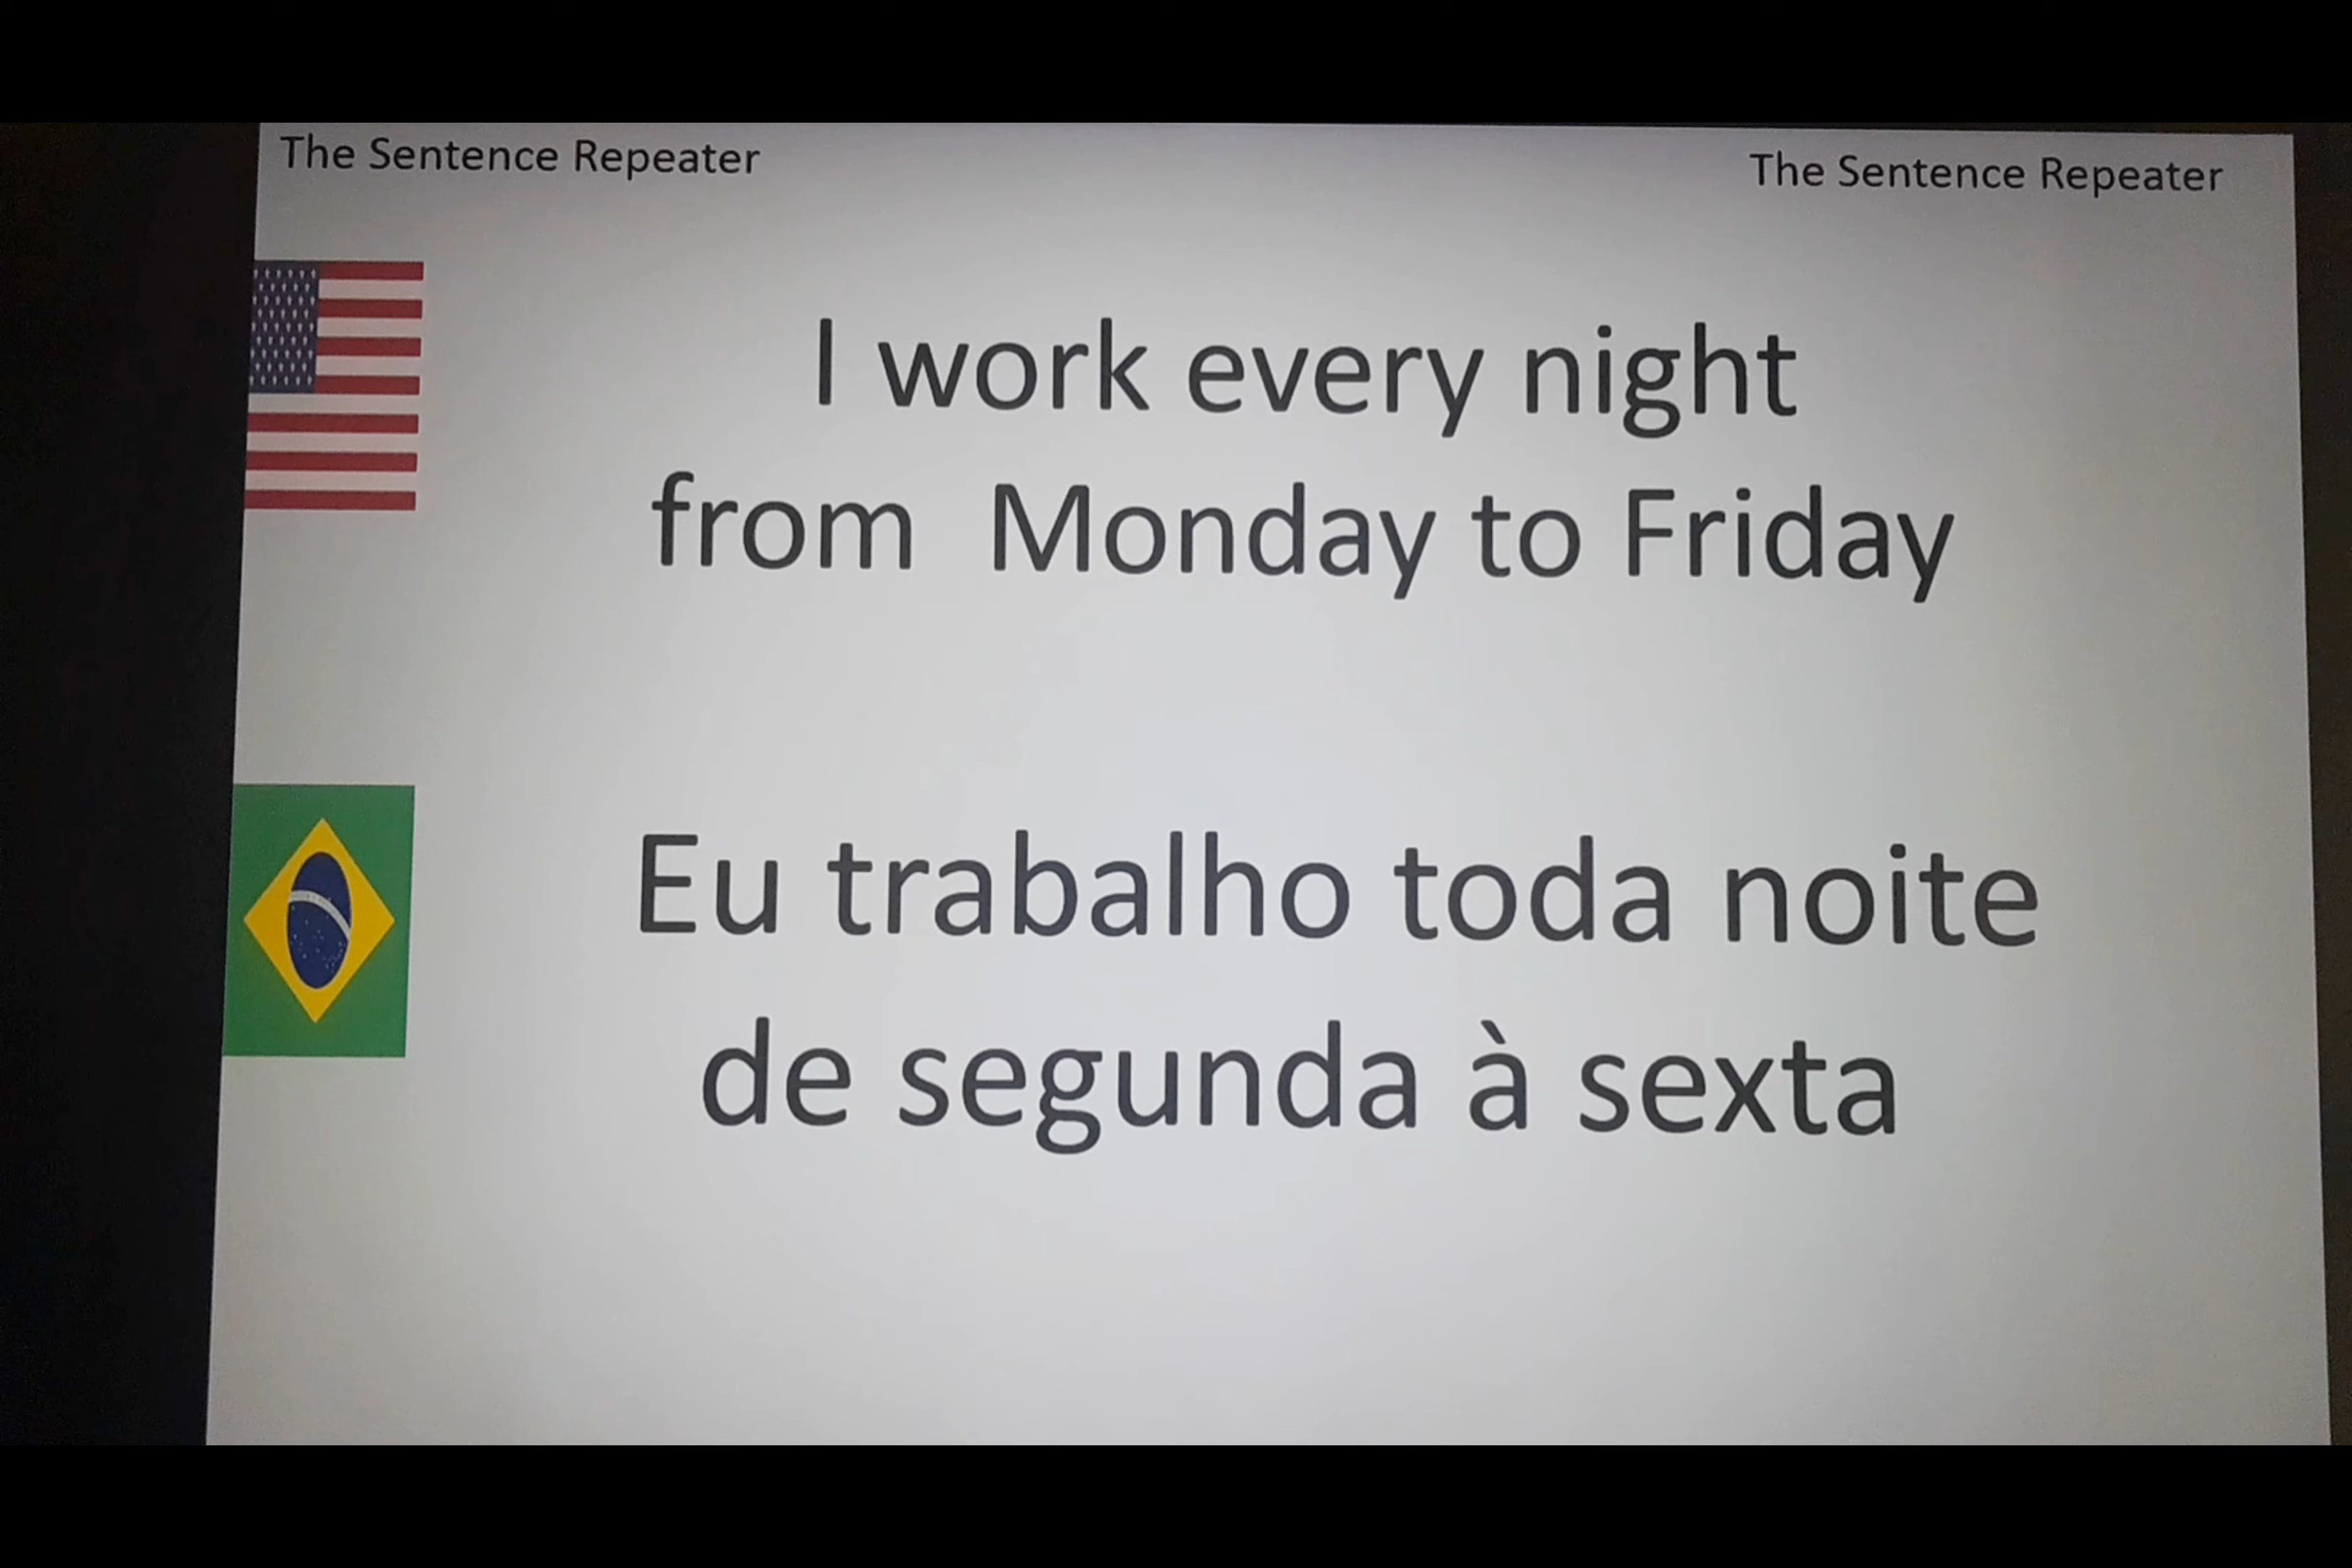 The Sentence Repeater
The Sentence Repeater
I work every night
from Monday to Friday
Eu trabalho toda noite
de segunda à sexta